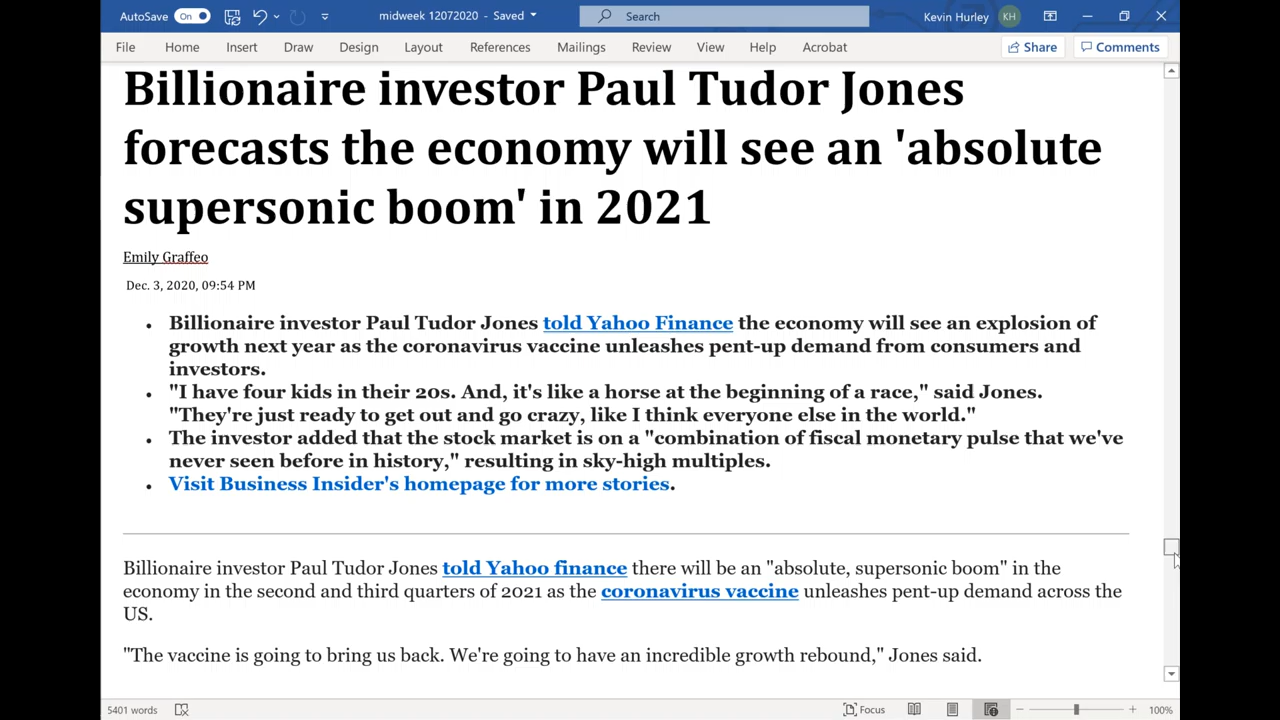 AutoSave On midweek 12072020 - Saved Search Kevin Hurley KH
File Home Insert Draw Design Layout References Mailings Review View Help Acrobat Share Comments
Billionaire investor Paul Tudor Jones
forecasts the economy will see an 'absolute
supersonic boom' in 2021
Emily Graffeo
Dec. 3, 2020, 09:54 PM
• Billionaire investor Paul Tudor Jones told Yahoo Finance the economy will see an explosion of
growth next year as the coronavirus vaccine unleashes pent-up demand from consumers and
investors.
• "I have four kids in their 20s. And, it's like a horse at the beginning of a race," said Jones.
"They're just ready to get out and go crazy, like I think everyone else in the world."
• The investor added that the stock market is on a "combination of fiscal monetary pulse that we've
never seen before in history," resulting in sky-high multiples.
• Visit Business Insider's homepage for more stories.
Billionaire investor Paul Tudor Jones told Yahoo finance there will be an "absolute, supersonic boom" in the
economy in the second and third quarters of 2021 as the coronavirus vaccine unleashes pent-up demand across the
US.
"The vaccine is going to bring us back. We're going to have an incredible growth rebound," Jones said.
5401 words Focus 100%